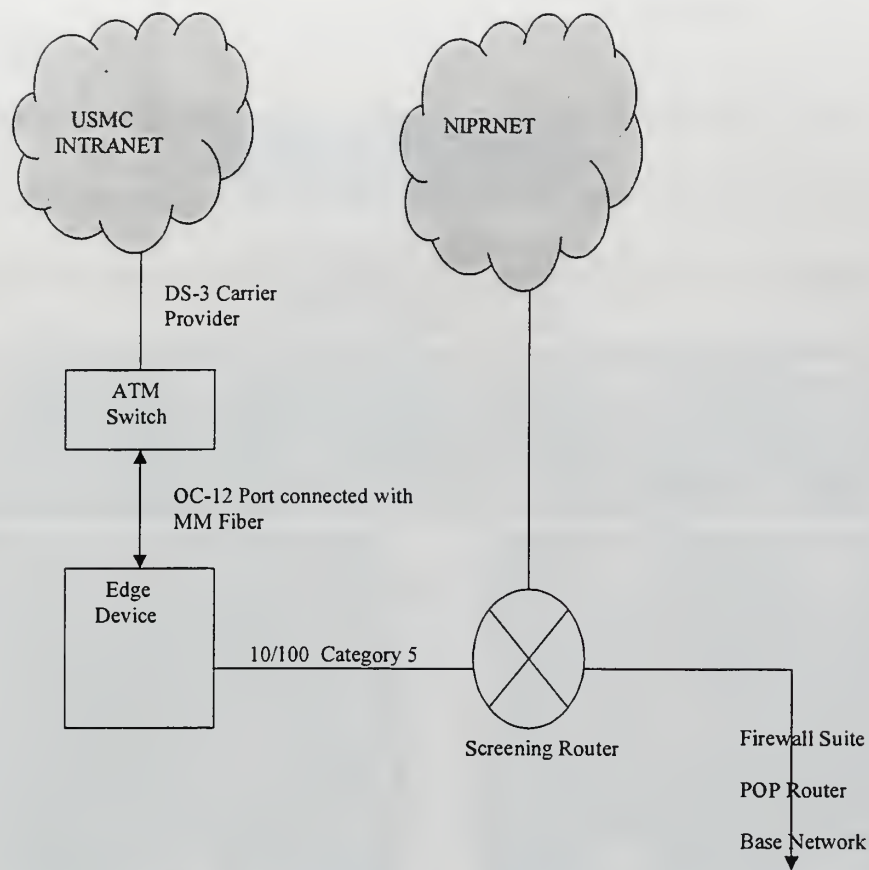 USMC
INTRANET
NIPRNET
DS-3 Carrier
Provider
ATM
Switch
OC-12 Port connected with
MM Fiber
Edge
Device
10/100 Category 5
Screening Router
Firewall Suite
POP Router
Base Network